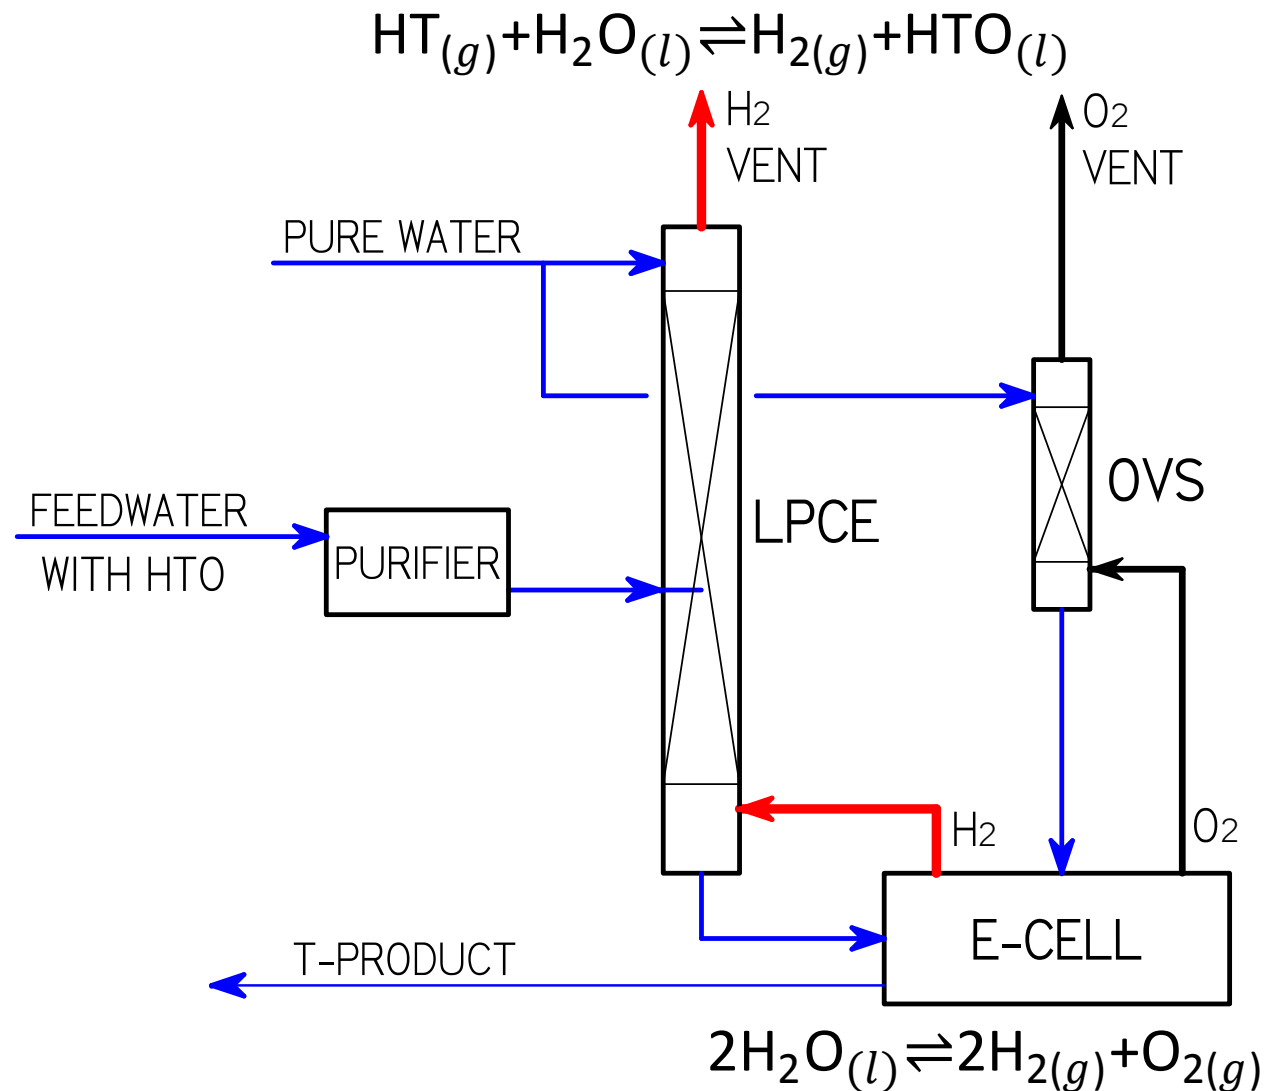 HT(g)+H2O(l)⇌H2(g)+HTO(l)
H2
VENT
O2
VENT
PURE WATER
FEEDWATER
WITH HTO
PURIFIER
LPCE
OVS
H2
O2
E-CELL
T-PRODUCT
2H2O(l)⇌2H2(g)+O2(g)